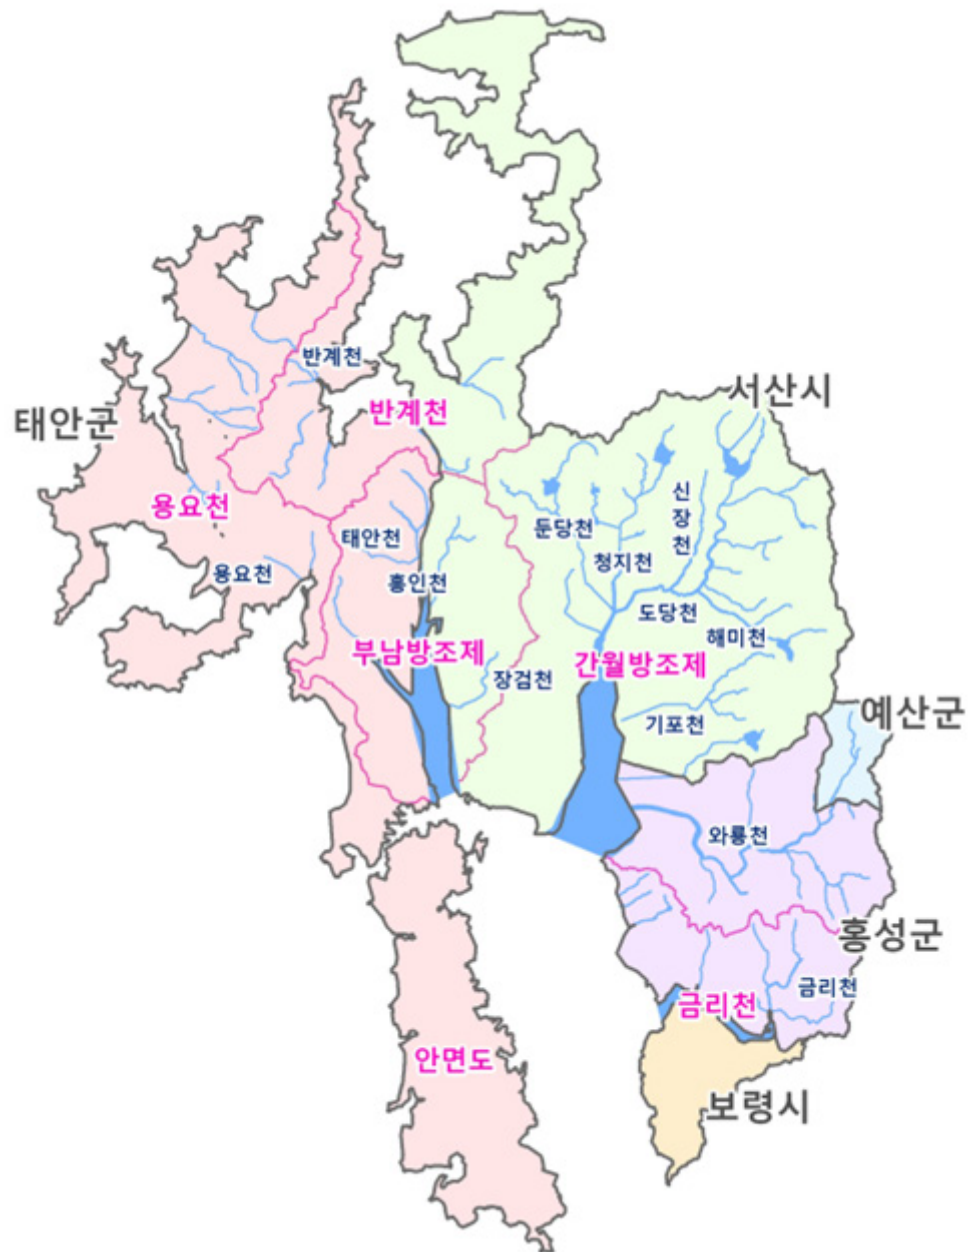 반계천
서산시
반계천
태안군
용요천
신장천
태안천
둔당천
청지천
용요천
흥인천
도당천
해미천
부남방조제
간월방조제
장검천
기포천
예산군
와룡천
홍성군
금리천
금리천
안면도
보령시